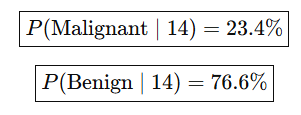 P(Malignant | 14) = 23.4%
P(Benign | 14) = 76.6%